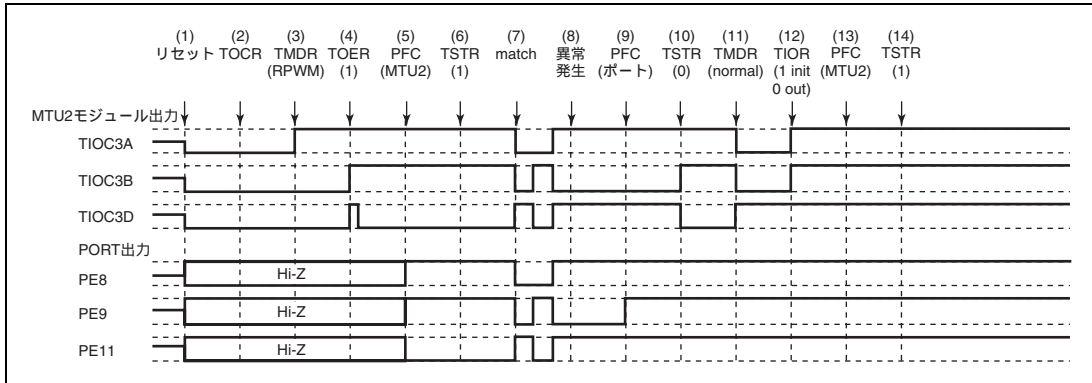 (1) (2) (3) (4) (5) (6) (7) (8) (9) (10) (11) (12) (13) (14)
リセット TOCR TMDR TOER PFC TSTR match 異常 PFC TSTR TMDR TIOR PFC TSTR
(RPWM) (1) (MTU2) (1) 発生 (ポート) (0) (normal) (1 init (MTU2) (1)
0 out)
MTU2モジュール出力
TIOC3A
TIOC3B
TIOC3D
PORT出力
PE8 Hi-Z
PE9 Hi-Z
PE11 Hi-Z